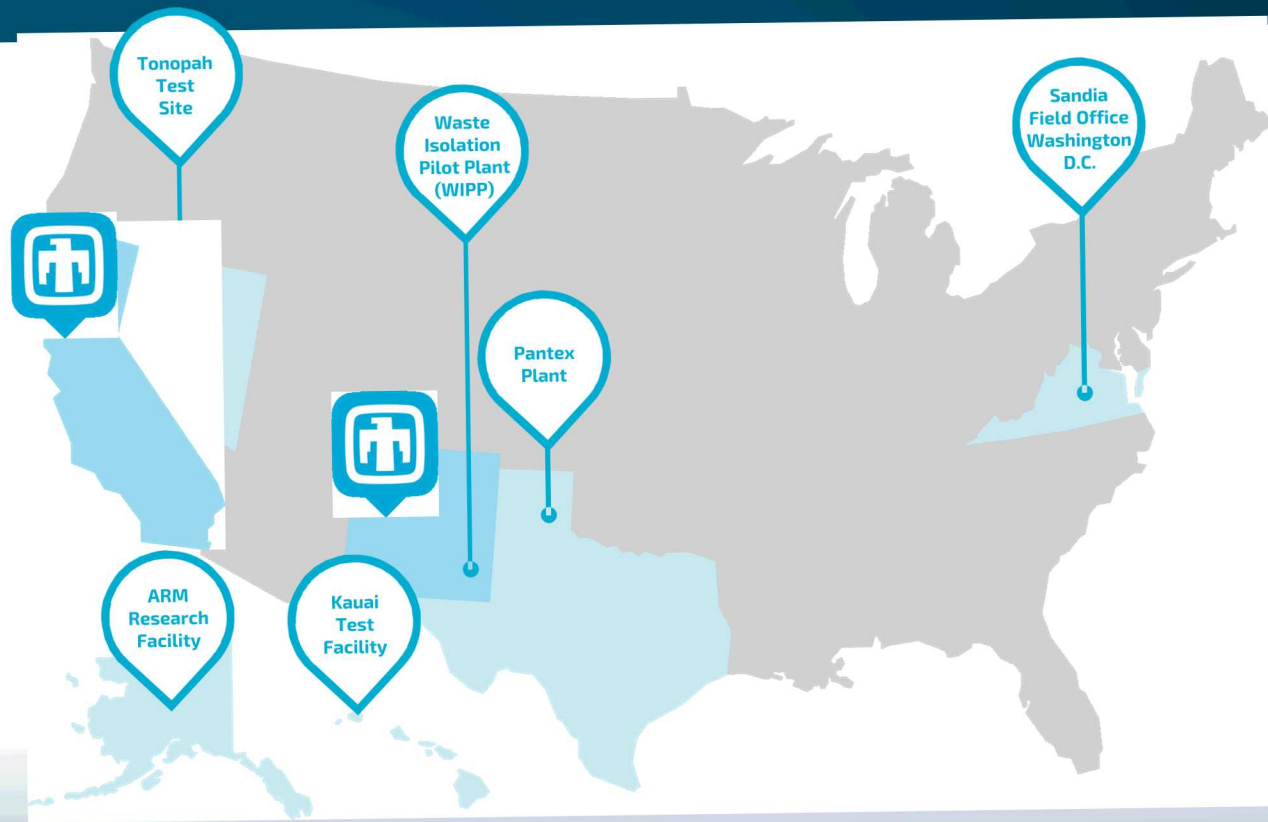 Tonopah
Test
Site
Waste
Isolation
Pilot Plant
(WIPP)
Sandia
Field Office
Washington
D.C.
Pantex
Plant
ARM
Research
Facility
Kauai
Test
Facility